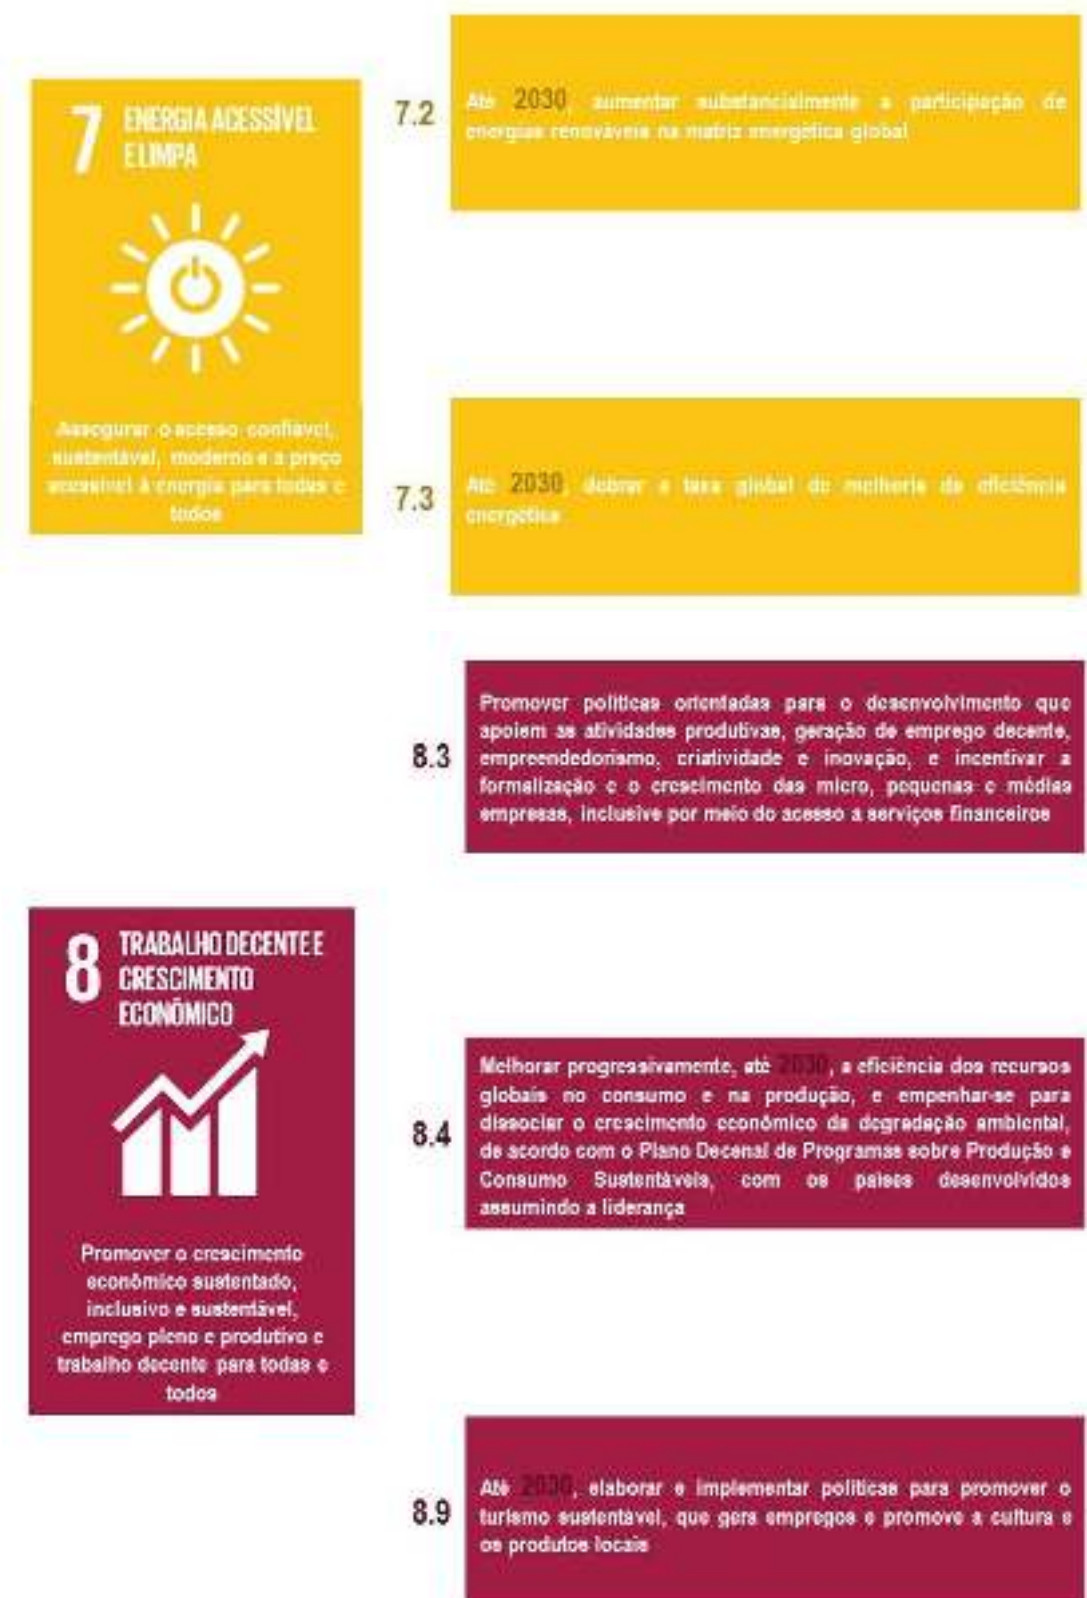 7 ENERGIA ACESSÍVEL
E LIMPA
Assegurar o acesso confiável,
sustentável, moderno e a preço
acessível à energia para todas e
todos
7.2
Até 2030, aumentar substancialmente a participação de
energias renováveis na matriz energética global
7.3
Até 2030, dobrar a taxa global de melhoria da eficiência
energética
8.3
Promover políticas orientadas para o desenvolvimento que
apoiem as atividades produtivas, geração de emprego decente,
empreendedorismo, criatividade e inovação, e incentivar a
formalização e o crescimento das micro, pequenas e médias
empresas, inclusive por meio do acesso a serviços financeiros
8 TRABALHO DECENTE E
CRESCIMENTO
ECONÔMICO
Promover o crescimento
econômico sustentado,
inclusivo e sustentável,
emprego pleno e produtivo e
trabalho decente para todas e
todos
8.4
Melhorar progressivamente, até 2030, a eficiência dos recursos
globais no consumo e na produção, e empenhar-se para
dissociar o crescimento econômico da degradação ambiental,
de acordo com o Plano Decenal de Programas sobre Produção e
Consumo Sustentáveis, com os países desenvolvidos
assumindo a liderança
8.9
Até 2030, elaborar e implementar políticas para promover o
turismo sustentável, que gera empregos e promove a cultura e
os produtos locais